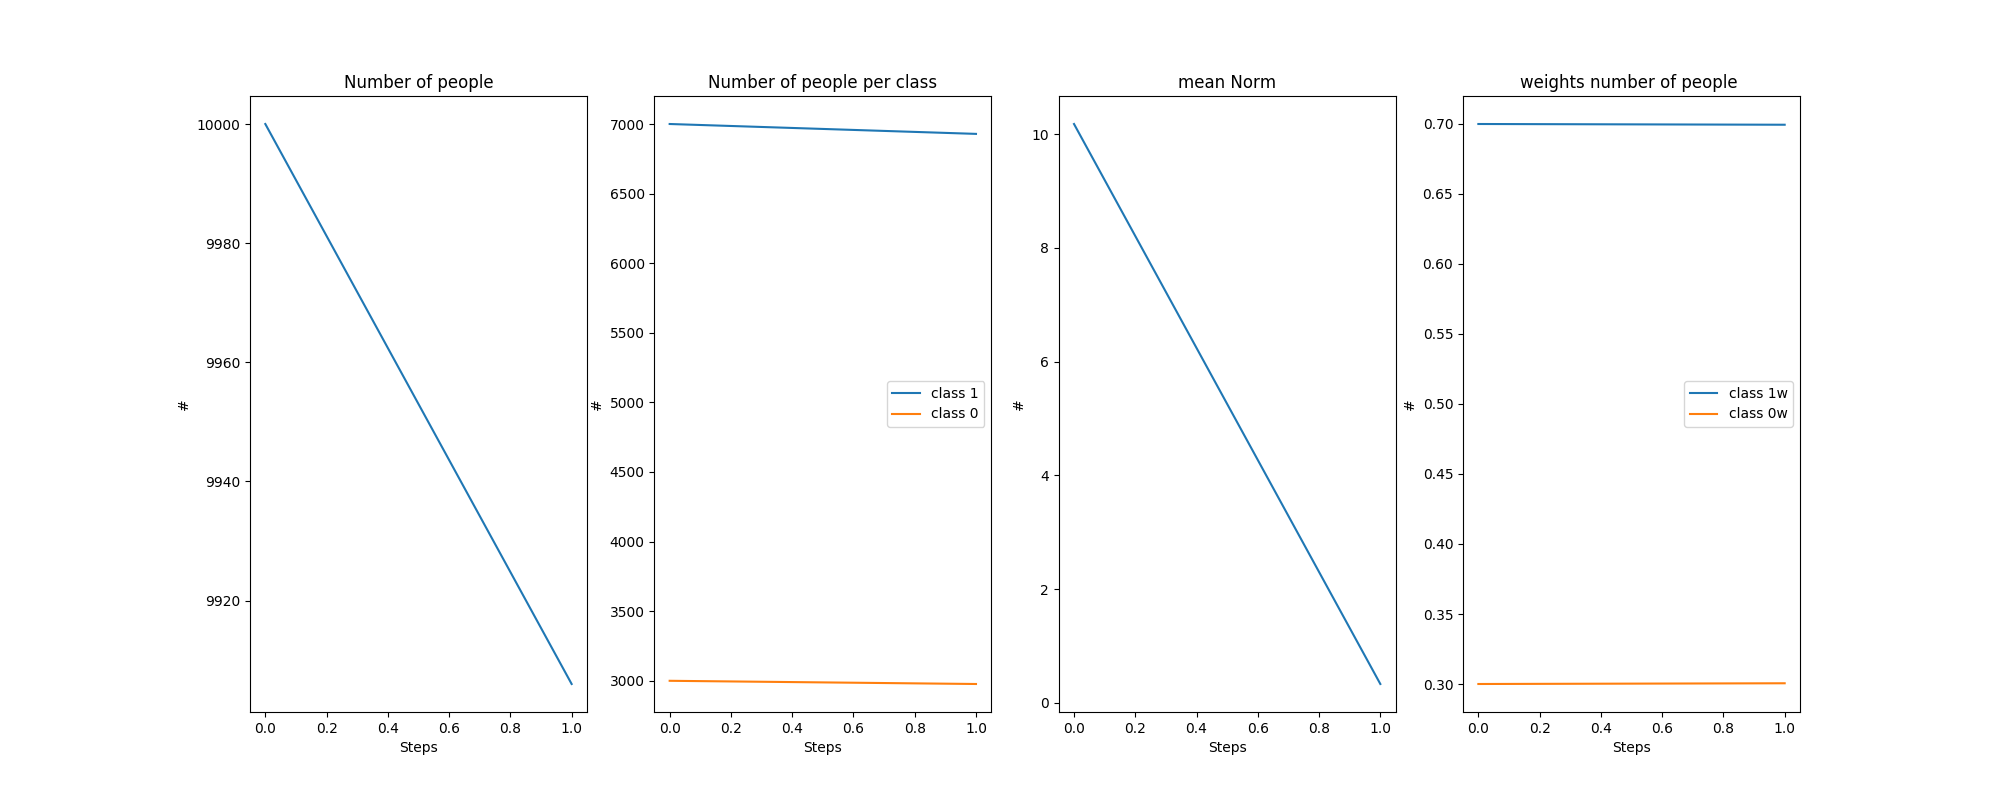 Number of people
10000
9980
9960
9940
9920
#
0.0 0.2 0.4 0.6 0.8 1.0
Steps
Number of people per class
7000
6500
6000
5500
5000
4500
4000
3500
3000
#
class 1
class 0
0.0 0.2 0.4 0.6 0.8 1.0
Steps
mean Norm
10
8
6
4
2
0
#
0.0 0.2 0.4 0.6 0.8 1.0
Steps
weights number of people
0.70
0.65
0.60
0.55
0.50
0.45
0.40
0.35
0.30
#
class 1w
class 0w
0.0 0.2 0.4 0.6 0.8 1.0
Steps